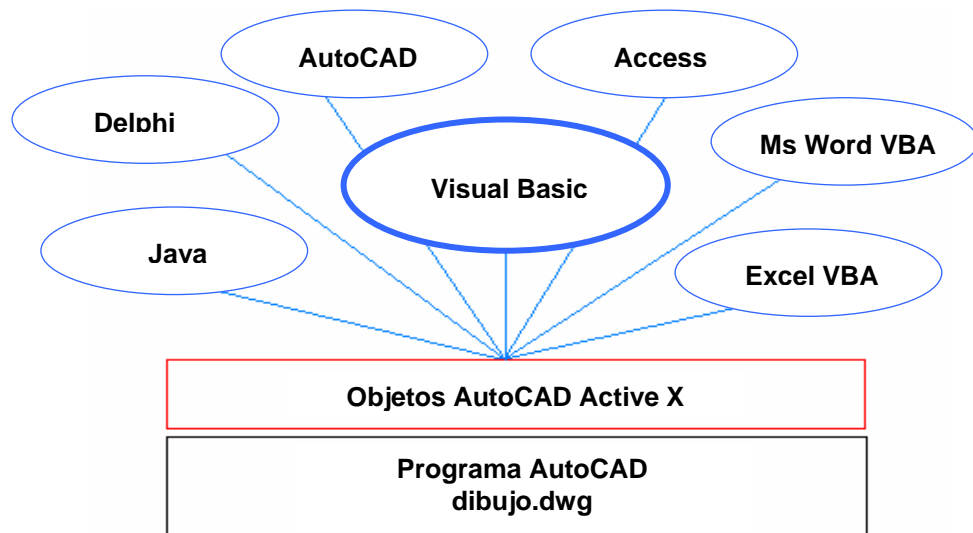 AutoCAD
Access
Delphi
Ms Word VBA
Visual Basic
Java
Excel VBA
Objetos AutoCAD Active X
Programa AutoCAD
dibujo.dwg